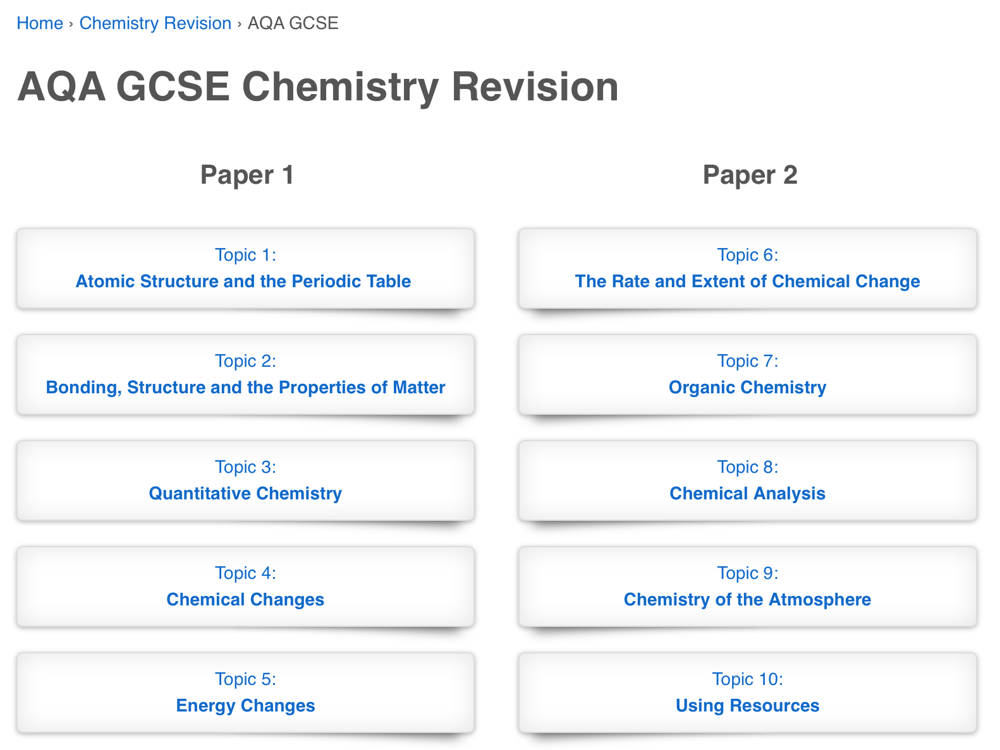 Home › Chemistry Revision › AQA GCSE
AQA GCSE Chemistry Revision
Paper 1
Topic 1:
Atomic Structure and the Periodic Table
Topic 2:
Bonding, Structure and the Properties of Matter
Topic 3:
Quantitative Chemistry
Topic 4:
Chemical Changes
Topic 5:
Energy Changes
Paper 2
Topic 6:
The Rate and Extent of Chemical Change
Topic 7:
Organic Chemistry
Topic 8:
Chemical Analysis
Topic 9:
Chemistry of the Atmosphere
Topic 10:
Using Resources